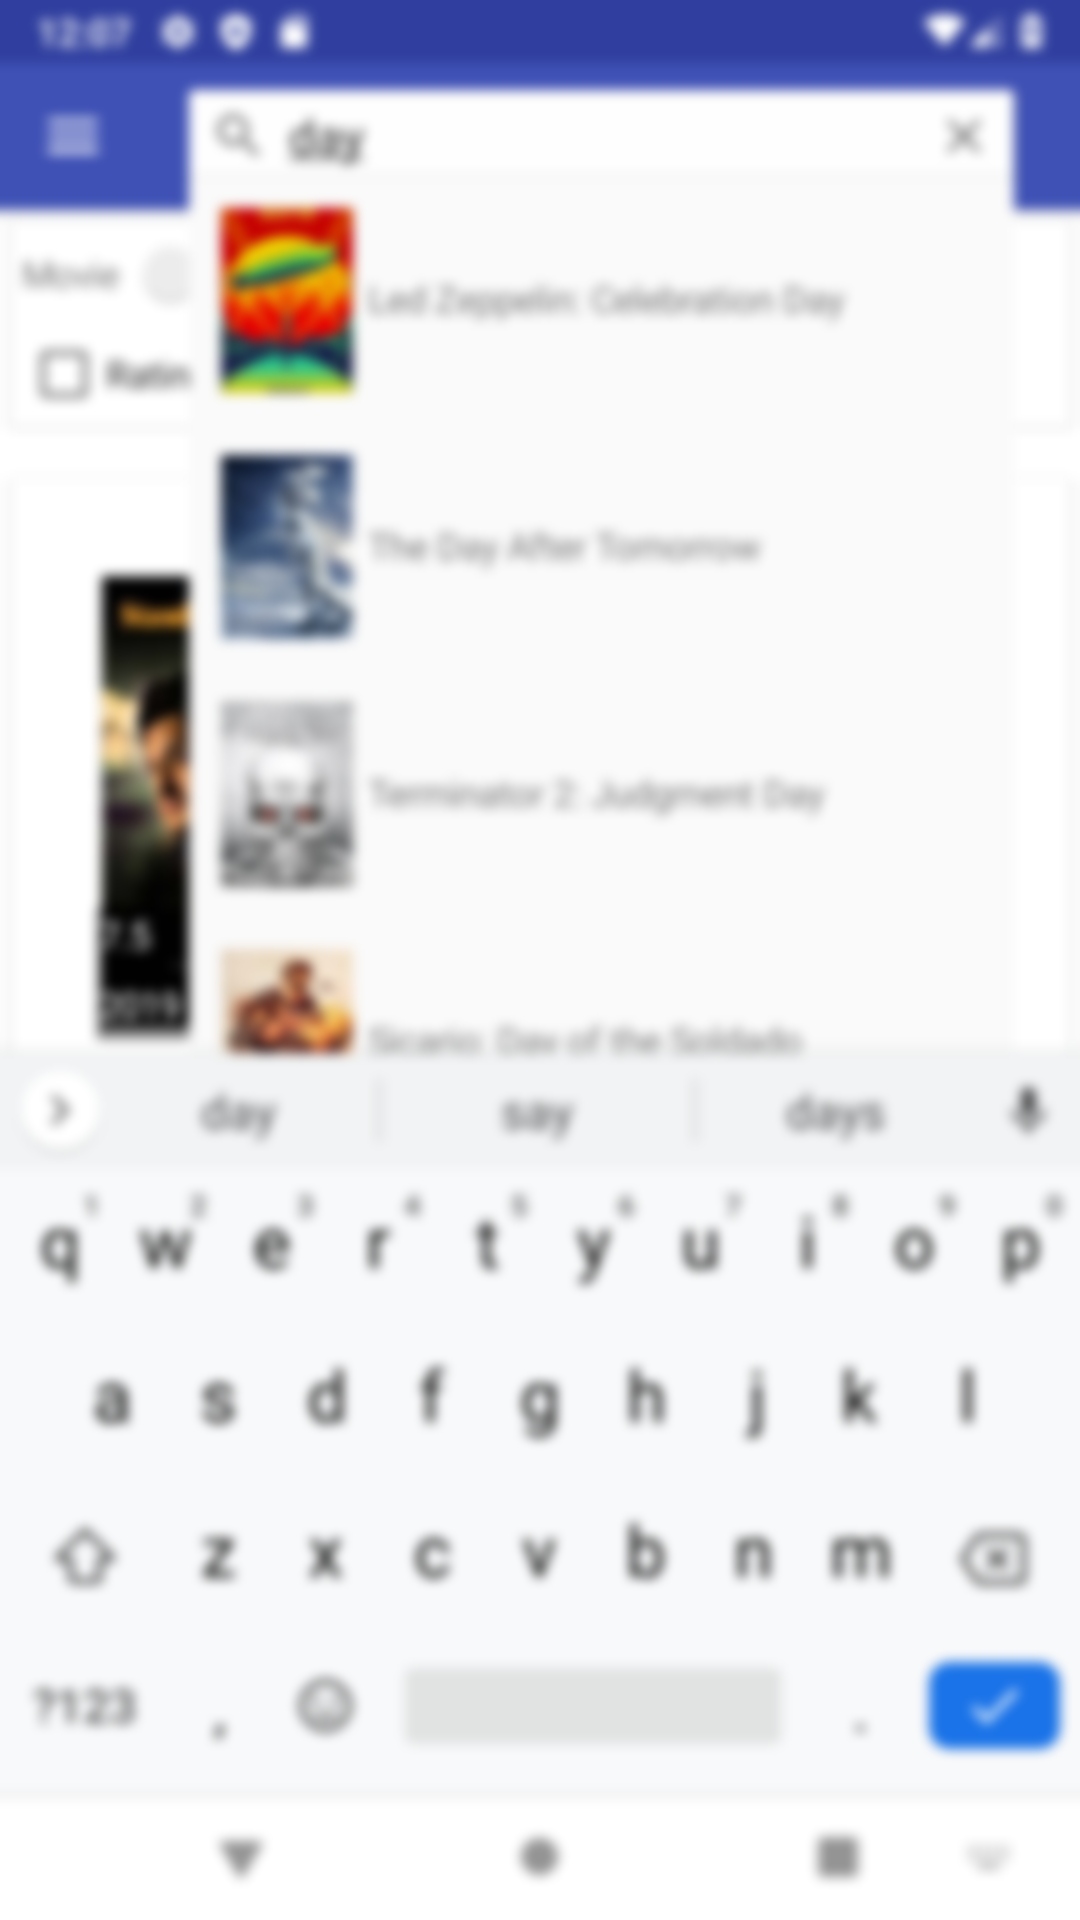 12:07
day
Movie
Ratin
Led Zeppelin: Celebration Day
The Day After Tomorrow
Terminator 2: Judgment Day
Sicario: Day of the Soldado
7.5
2019
day say days
1 2 3 4 5 6 7 8 9 0
q w e r t y u i o p
a s d f g h j k l
z x c v b n m
?123 , .